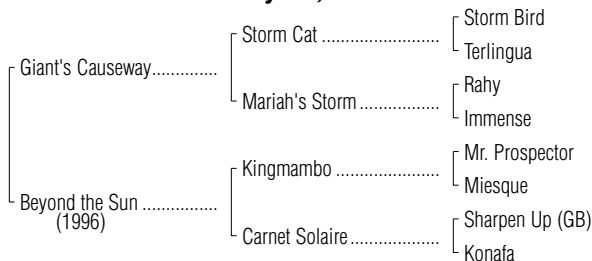 Storm Bird
Storm Cat ........................
Terlingua
Giant's Causeway..............
Rahy
Mariah's Storm ................
Immense
Mr. Prospector
Kingmambo .....................
Miesque
Beyond the Sun ...............
(1996)
Sharpen Up (GB)
Carnet Solaire..................
Konafa